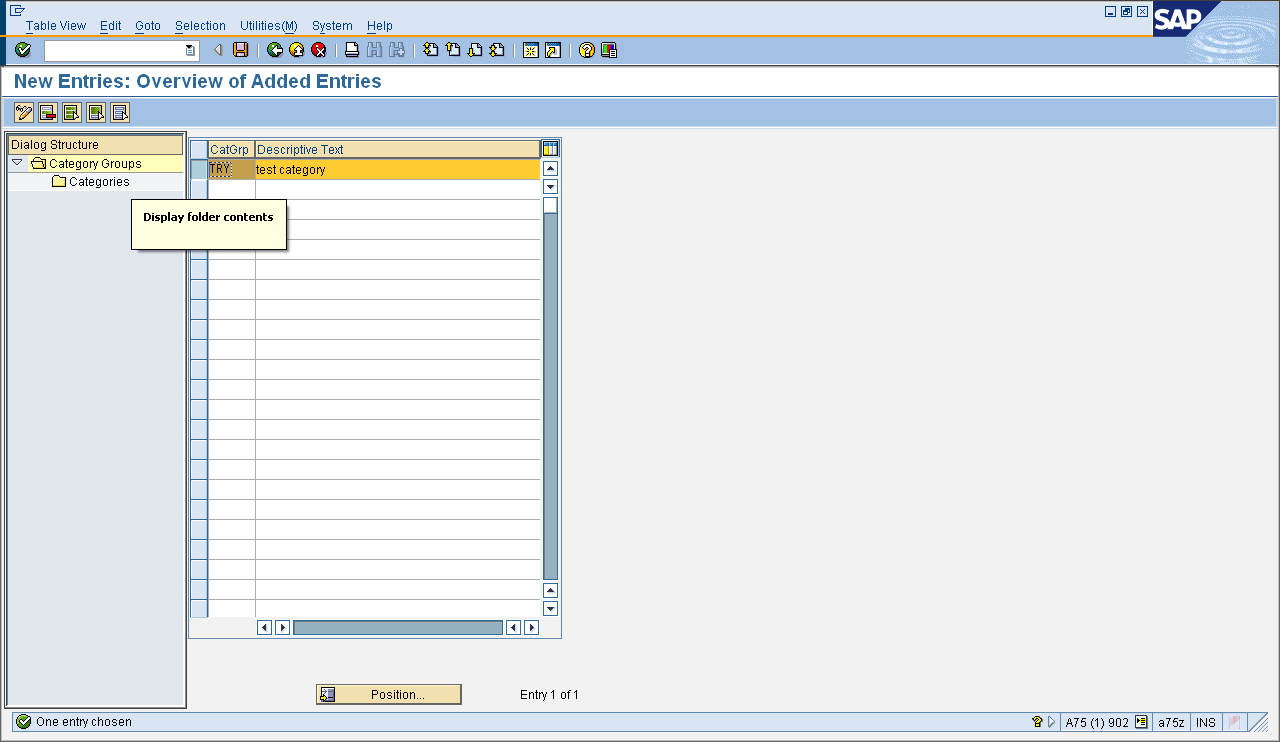 Table View Edit Goto Selection Utilities(M) System Help
SAP
New Entries: Overview of Added Entries
Dialog Structure
Category Groups
Categories
CatGrp Descriptive Text
TRY test category
Display folder contents
Position... Entry 1 of 1
One entry chosen
A75 (1) 902 a75z INS